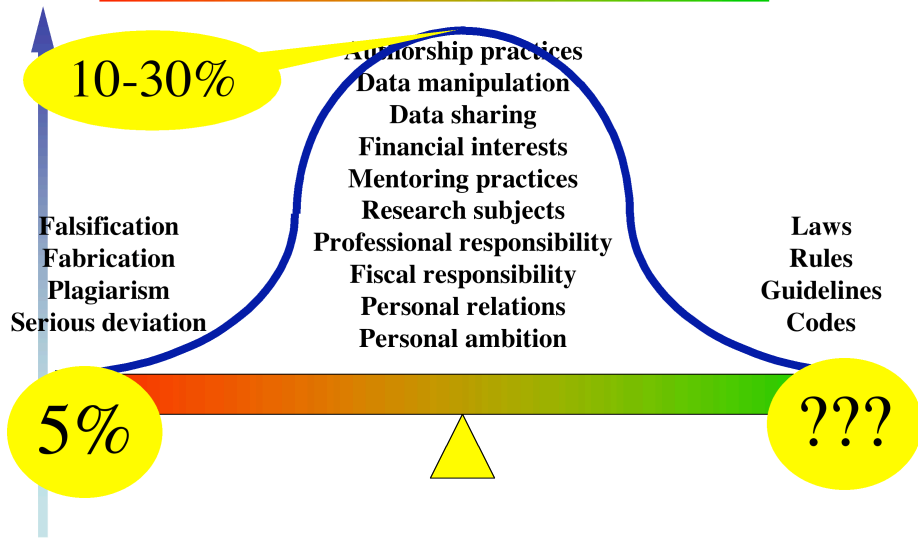 10-30%
Authorship practices
Data manipulation
Data sharing
Financial interests
Mentoring practices
Research subjects
Professional responsibility
Fiscal responsibility
Personal relations
Personal ambition
Falsification
Fabrication
Plagiarism
Serious deviation
Laws
Rules
Guidelines
Codes
5%
???